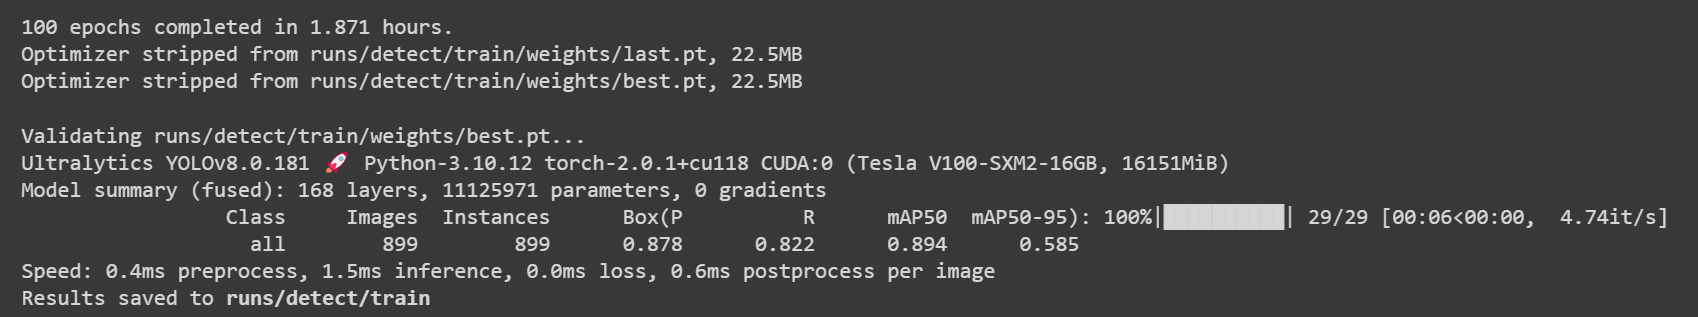 100 epochs completed in 1.871 hours.
Optimizer stripped from runs/detect/train/weights/last.pt, 22.5MB
Optimizer stripped from runs/detect/train/weights/best.pt, 22.5MB
Validating runs/detect/train/weights/best.pt...
Ultralytics YOLOv8.0.181 🚀 Python-3.10.12 torch-2.0.1+cu118 CUDA:0 (Tesla V100-SXM2-16GB, 16151MiB)
Model summary (fused): 168 layers, 11125971 parameters, 0 gradients
Class Images Instances Box(P R mAP50 mAP50-95): 100%|██████████| 29/29 [00:06<00:00, 4.74it/s]
all 899 899 0.878 0.822 0.894 0.585
Speed: 0.4ms preprocess, 1.5ms inference, 0.0ms loss, 0.6ms postprocess per image
Results saved to runs/detect/train